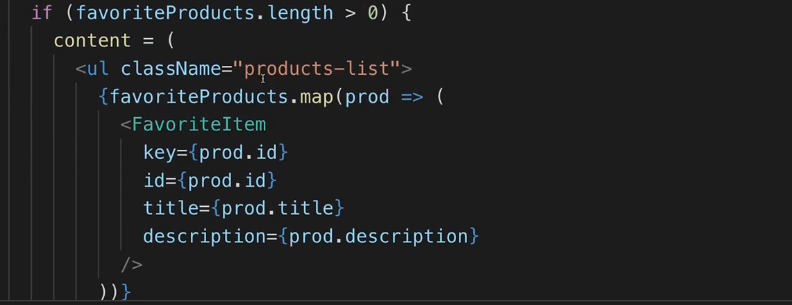 if (favoriteProducts.length > 0) {
content = (
<ul className="products-list">
{favoriteProducts.map(prod => (
<FavoriteItem
key={prod.id}
id={prod.id}
title={prod.title}
description={prod.description}
/>
))}